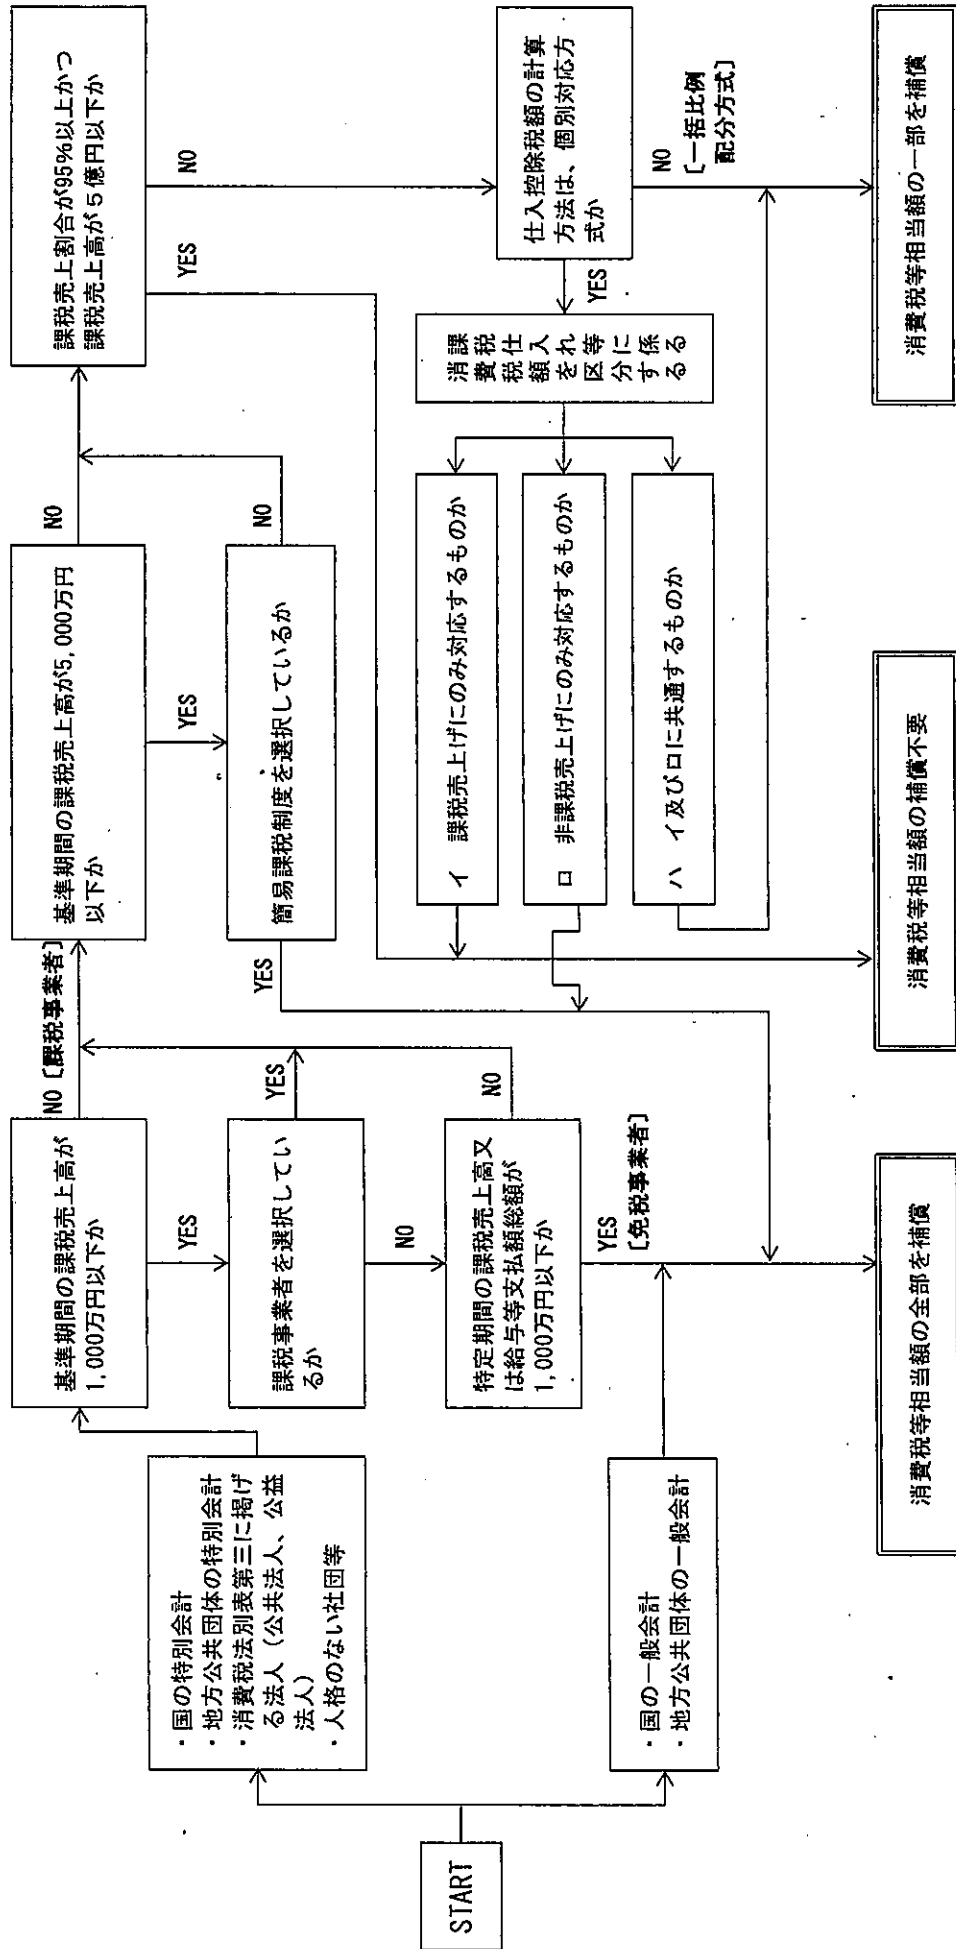 START
・国の特別会計
・地方公共団体の特別会計
・消費税法別表第三に掲げ
る法人（公共法人、公益
法人）
・人格のない社団等
・国の一般会計
・地方公共団体の一般会計
基準期間の課税売上高が
1,000万円以下か
NO〔課税事業者〕
YES
課税事業者を選択してい
るか
YES
NO
特定期間の課税売上高又
は給与等支払額総額が
1,000万円以下か
NO
YES
〔免税事業者〕
基準期間の課税売上高が5,000万円
以下か
NO
YES
簡易課税制度を選択しているか
NO
YES
課税売上割合が95%以上かつ
課税売上高が５億円以下か
YES
NO
仕入控除税額の計算
方法は、個別対応方
式か
YES
NO
〔一括比例
配分方式〕
課税仕入れ等に係る
消費税額を区分する
イ　課税売上げにのみ対応するものか
ロ　非課税売上げにのみ対応するものか
ハ　イ及びロに共通するものか
消費税等相当額の全部を補償
消費税等相当額の補償不要
消費税等相当額の一部を補償